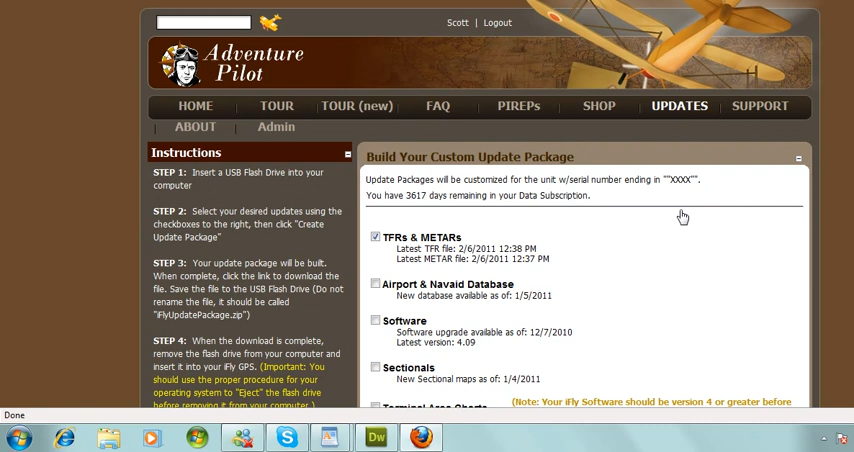 Scott | Logout
Adventure
Pilot
HOME TOUR TOUR (new) FAQ PIREPs SHOP UPDATES SUPPORT
ABOUT Admin
Instructions
STEP 1: Insert a USB Flash Drive into your
computer
STEP 2: Select your desired updates using the
checkboxes to the right, then click "Create
Update Package"
STEP 3: Your update package will be built.
When complete, click the link to download the
file. Save the file to the USB Flash Drive (Do not
rename the file, it should be called
"iFlyUpdatePackage.zip")
STEP 4: When the download is complete,
remove the flash drive from your computer and
insert it into your iFly GPS. (Important: You
should use the proper procedure for your
operating system to "Eject" the flash drive
before removing it from your computer.)
Build Your Custom Update Package
Update Packages will be customized for the unit w/serial number ending in ""XXXX"".
You have 3617 days remaining in your Data Subscription.
TFRs & METARs
Latest TFR file: 2/6/2011 12:38 PM
Latest METAR file: 2/6/2011 12:37 PM
Airport & Navaid Database
New database available as of: 1/5/2011
Software
Software upgrade available as of: 12/7/2010
Latest version: 4.09
Sectionals
New Sectional maps as of: 1/4/2011
Terminal Area Charts (Note: Your iFly Software should be version 4 or greater before
Done
Dw